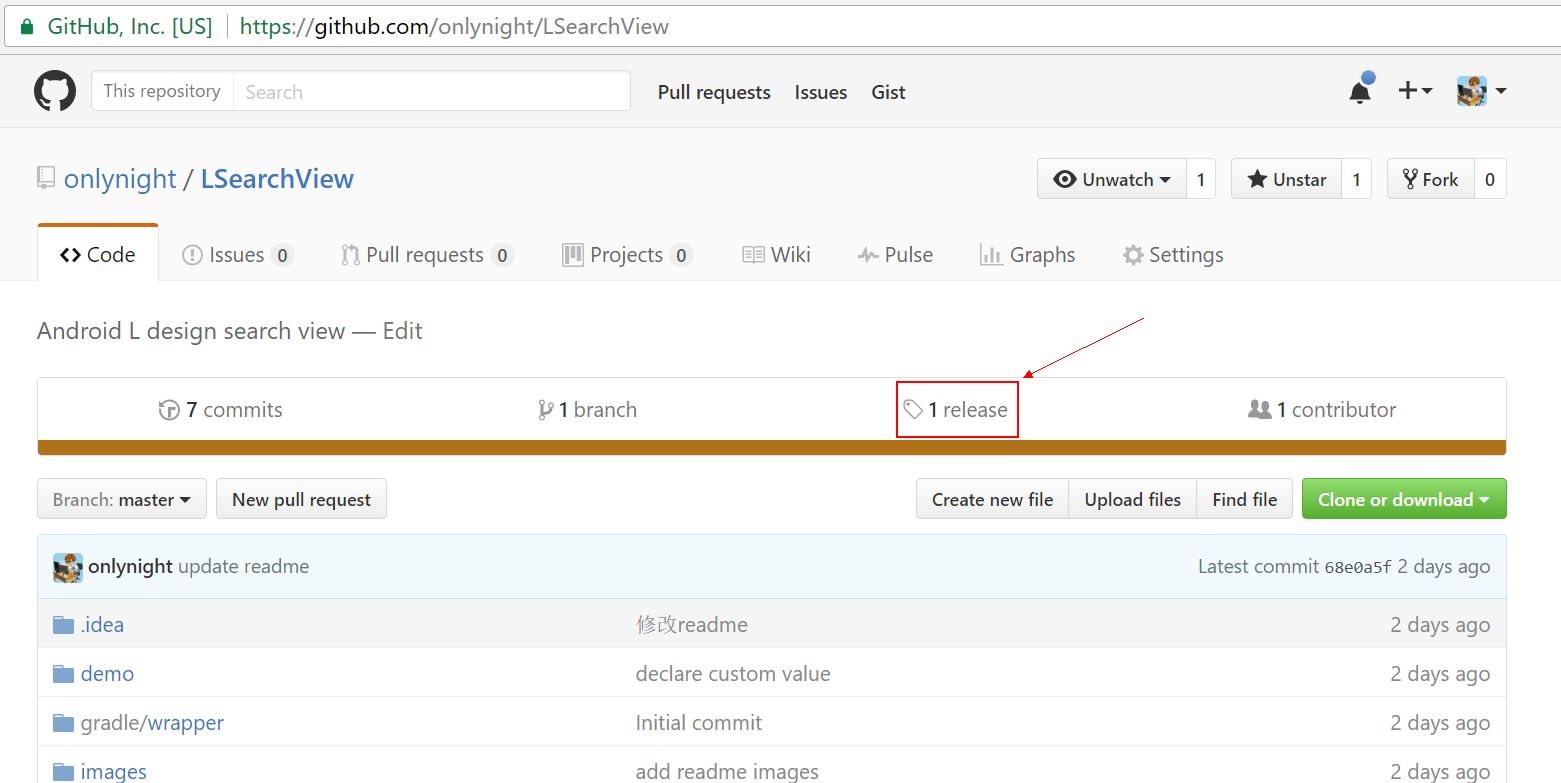 GitHub, Inc. [US] https://github.com/onlynight/LSearchView
This repository Search Pull requests Issues Gist
onlynight / LSearchView Unwatch 1 Unstar 1 Fork 0
Code Issues 0 Pull requests 0 Projects 0 Wiki Pulse Graphs Settings
Android L design search view — Edit
7 commits 1 branch 1 release 1 contributor
Branch: master New pull request Create new file Upload files Find file Clone or download
onlynight update readme Latest commit 68e0a5f 2 days ago
.idea 修改readme 2 days ago
demo declare custom value 2 days ago
gradle/wrapper Initial commit 2 days ago
images add readme images 2 days ago